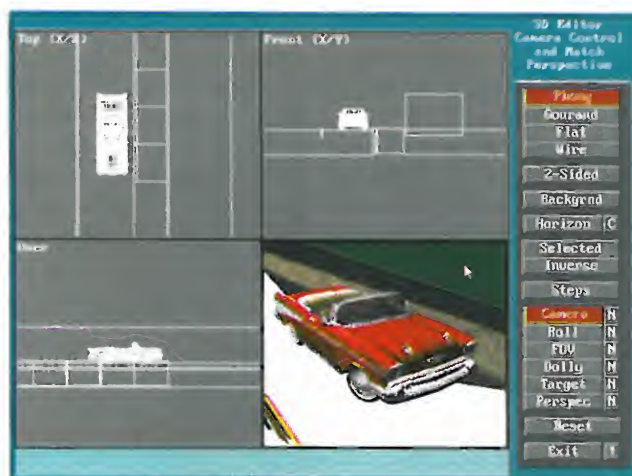 Top (X/Z)
Front (X/Y)
User
3D Editor
Camera Control
and Match
Perspective
Phong
Gouraud
Flat
Wire
2-Sided
Backgrnd
Horizon C
Selected
Inverse
Steps
Camera N
Roll N
FOV N
Dolly N
Target N
Perspec N
Reset
Exit !